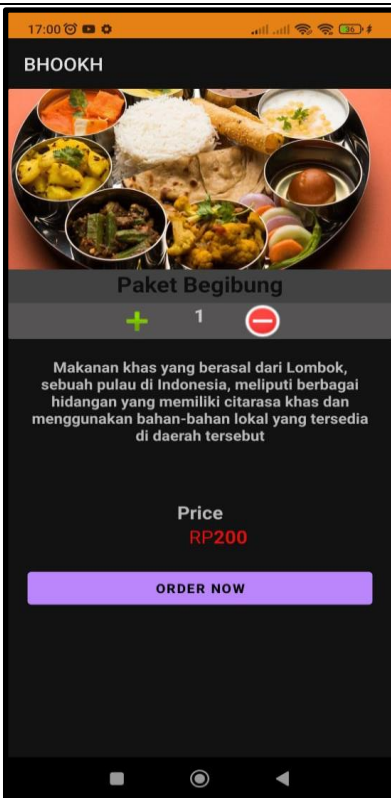 17:00
36
BHOOKH
Paket Begibung
1
Makanan khas yang berasal dari Lombok,
sebuah pulau di Indonesia, meliputi berbagai
hidangan yang memiliki citarasa khas dan
menggunakan bahan-bahan lokal yang tersedia
di daerah tersebut
Price
RP200
ORDER NOW